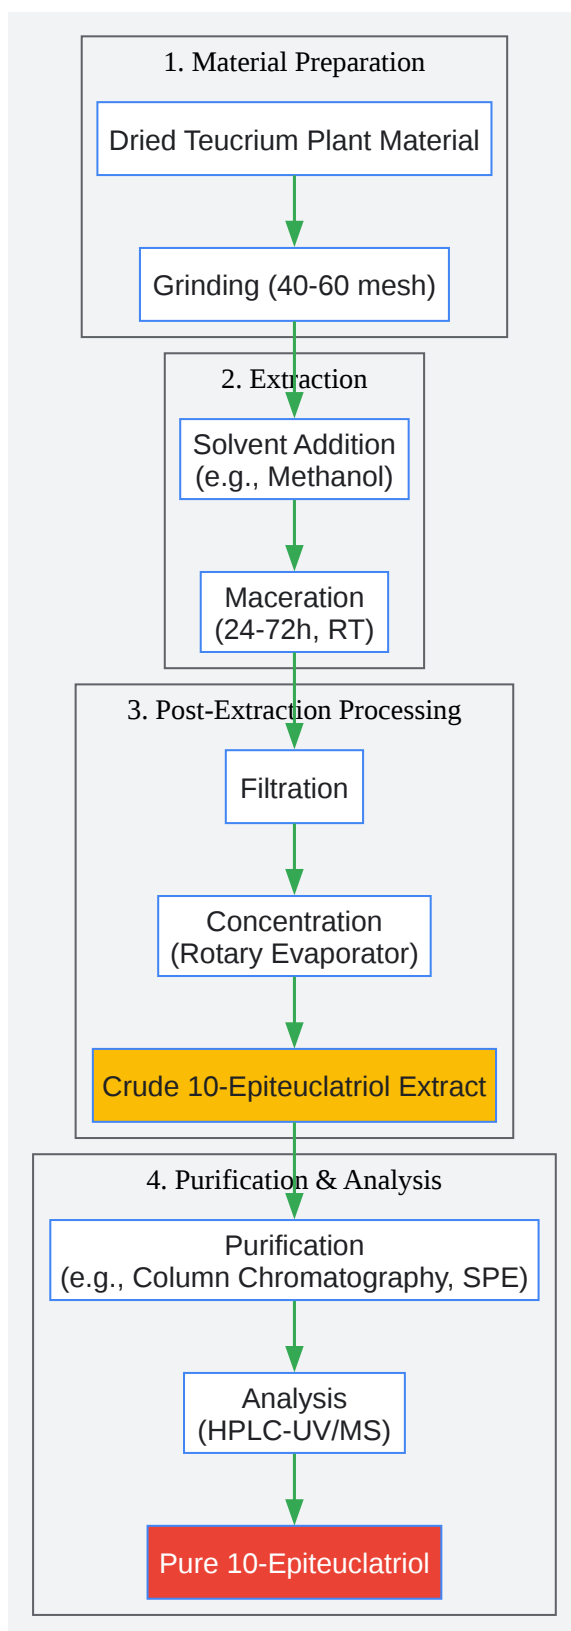 1. Material Preparation
Dried Teucrium Plant Material
Grinding (40-60 mesh)
2. Extraction
Solvent Addition
(e.g., Methanol)
Maceration
(24-72h, RT)
3. Post-Extraction Processing
Filtration
Concentration
(Rotary Evaporator)
Crude 10-Epiteuclatriol Extract
4. Purification & Analysis
Purification
(e.g., Column Chromatography, SPE)
Analysis
(HPLC-UV/MS)
Pure 10-Epiteuclatriol